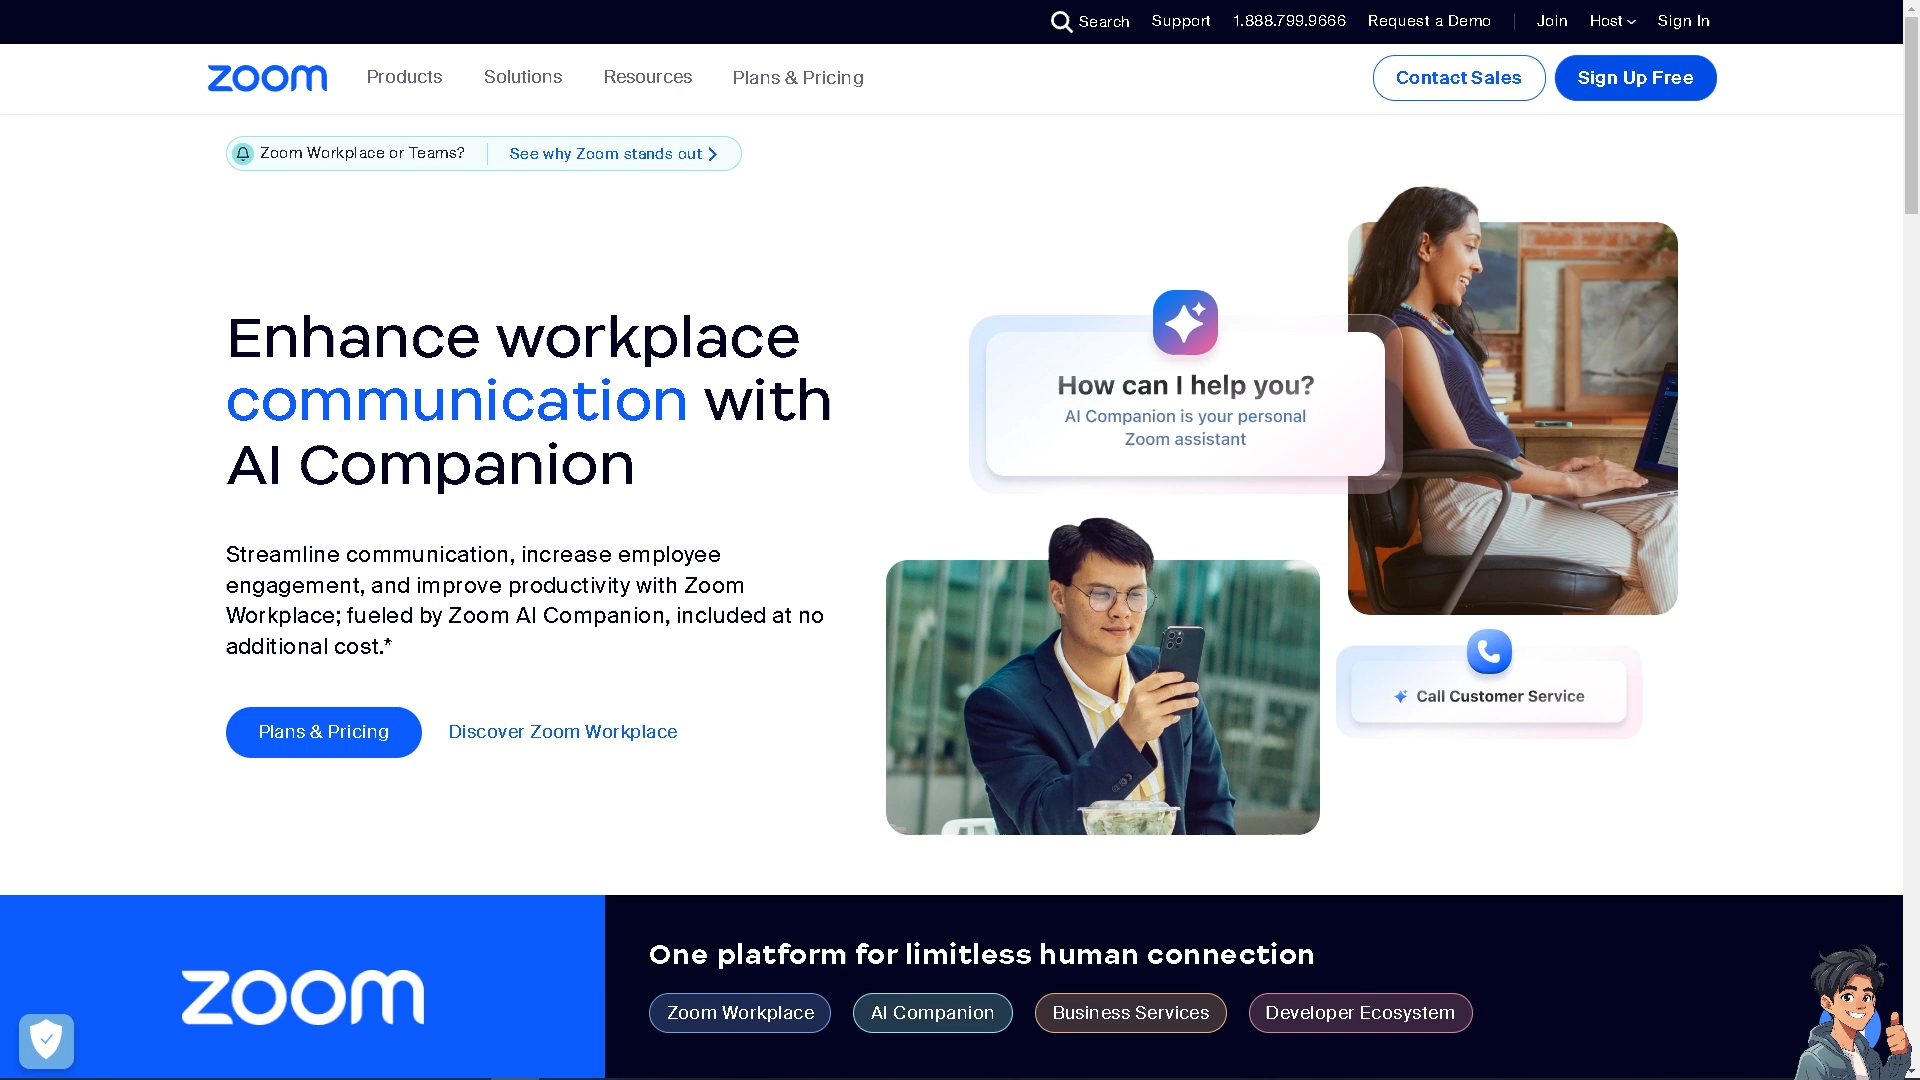 Search
Support
1.888.799.9666
Request a Demo
Join
Host
Sign In
zoom
Products
Solutions
Resources
Plans & Pricing
Contact Sales
Sign Up Free
Zoom Workplace or Teams?
See why Zoom stands out
Enhance workplace
communication with
AI Companion
Streamline communication, increase employee
engagement, and improve productivity with Zoom
Workplace; fueled by Zoom AI Companion, included at no
additional cost.*
Plans & Pricing
Discover Zoom Workplace
How can I help you?
AI Companion is your personal
Zoom assistant
Call Customer Service
zoom
One platform for limitless human connection
Zoom Workplace
AI Companion
Business Services
Developer Ecosystem